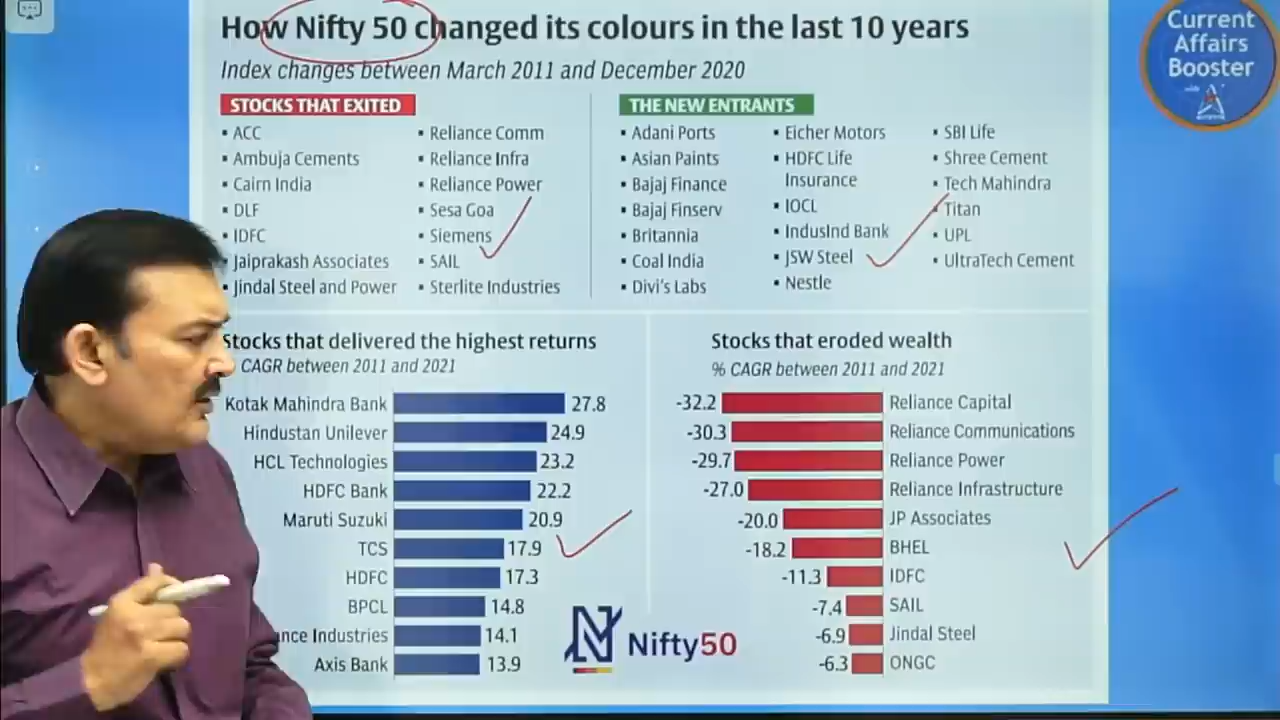 How Nifty 50 changed its colours in the last 10 years
Index changes between March 2011 and December 2020
STOCKS THAT EXITED
▪ ACC
▪ Ambuja Cements
▪ Cairn India
▪ DLF
▪ IDFC
▪ Jaiprakash Associates
▪ Jindal Steel and Power
▪ Reliance Comm
▪ Reliance Infra
▪ Reliance Power
▪ Sesa Goa
▪ Siemens
▪ SAIL
▪ Sterlite Industries
THE NEW ENTRANTS
▪ Adani Ports
▪ Asian Paints
▪ Bajaj Finance
▪ Bajaj Finserv
▪ Britannia
▪ Coal India
▪ Divi's Labs
▪ Eicher Motors
▪ HDFC Life
Insurance
▪ IOCL
▪ IndusInd Bank
▪ JSW Steel
▪ Nestle
▪ SBI Life
▪ Shree Cement
▪ Tech Mahindra
▪ Titan
▪ UPL
▪ UltraTech Cement
Stocks that delivered the highest returns
CAGR between 2011 and 2021
Kotak Mahindra Bank 27.8
Hindustan Unilever 24.9
HCL Technologies 23.2
HDFC Bank 22.2
Maruti Suzuki 20.9
TCS 17.9
HDFC 17.3
BPCL 14.8
nce Industries 14.1
Axis Bank 13.9
Stocks that eroded wealth
% CAGR between 2011 and 2021
-32.2 Reliance Capital
-30.3 Reliance Communications
-29.7 Reliance Power
-27.0 Reliance Infrastructure
-20.0 JP Associates
-18.2 BHEL
-11.3 IDFC
-7.4 SAIL
-6.9 Jindal Steel
-6.3 ONGC
Nifty50
Current
Affairs
Booster
with